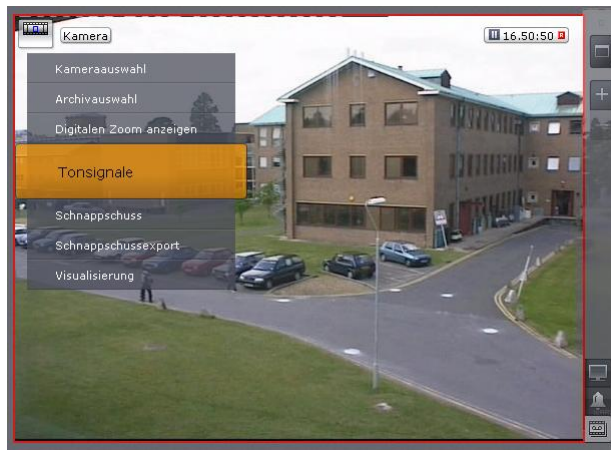 Kamera
16.50:50 R
Kameraauswahl
Archivauswahl
Digitalen Zoom anzeigen
Tonsignale
Schnappschuss
Schnappschussexport
Visualisierung